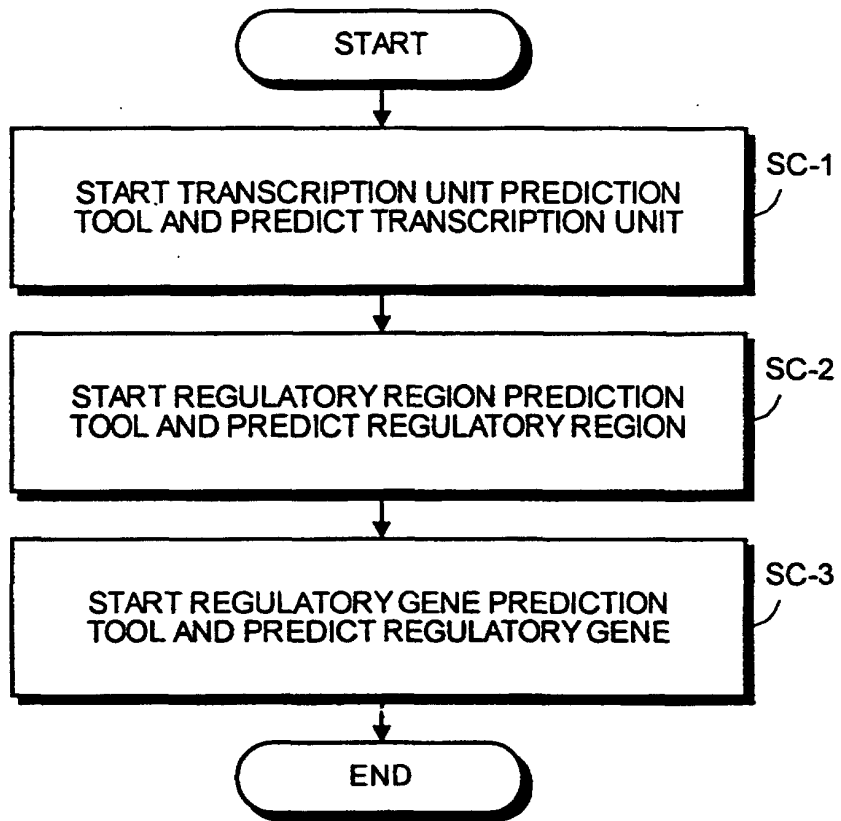 START
START TRANSCRIPTION UNIT PREDICTION
TOOL AND PREDICT TRANSCRIPTION UNIT
SC-1
START REGULATORY REGION PREDICTION
TOOL AND PREDICT REGULATORY REGION
SC-2
START REGULATORY GENE PREDICTION
TOOL AND PREDICT REGULATORY GENE
SC-3
END